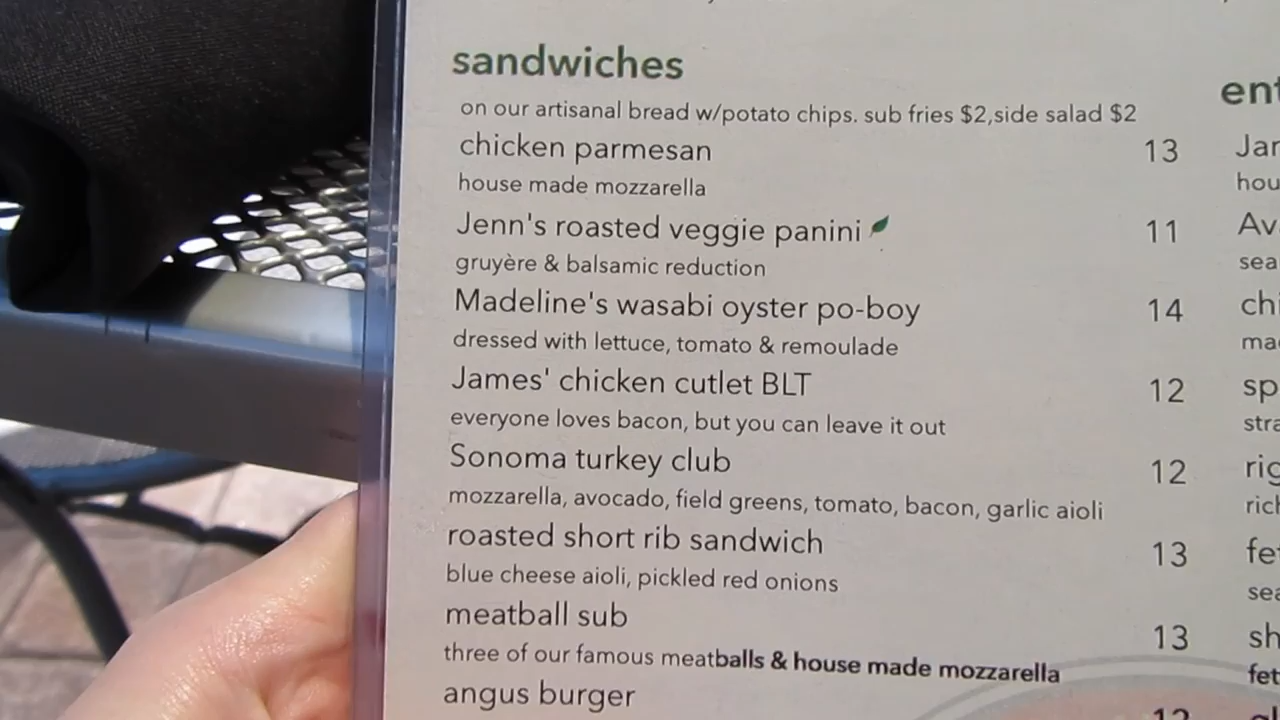 sandwiches
on our artisanal bread w/potato chips. sub fries $2,side salad $2
chicken parmesan 13
house made mozzarella
Jenn's roasted veggie panini 11
gruyère & balsamic reduction
Madeline's wasabi oyster po-boy 14
dressed with lettuce, tomato & remoulade
James' chicken cutlet BLT 12
everyone loves bacon, but you can leave it out
Sonoma turkey club 12
mozzarella, avocado, field greens, tomato, bacon, garlic aioli
roasted short rib sandwich 13
blue cheese aioli, pickled red onions
meatball sub 13
three of our famous meatballs & house made mozzarella
angus burger